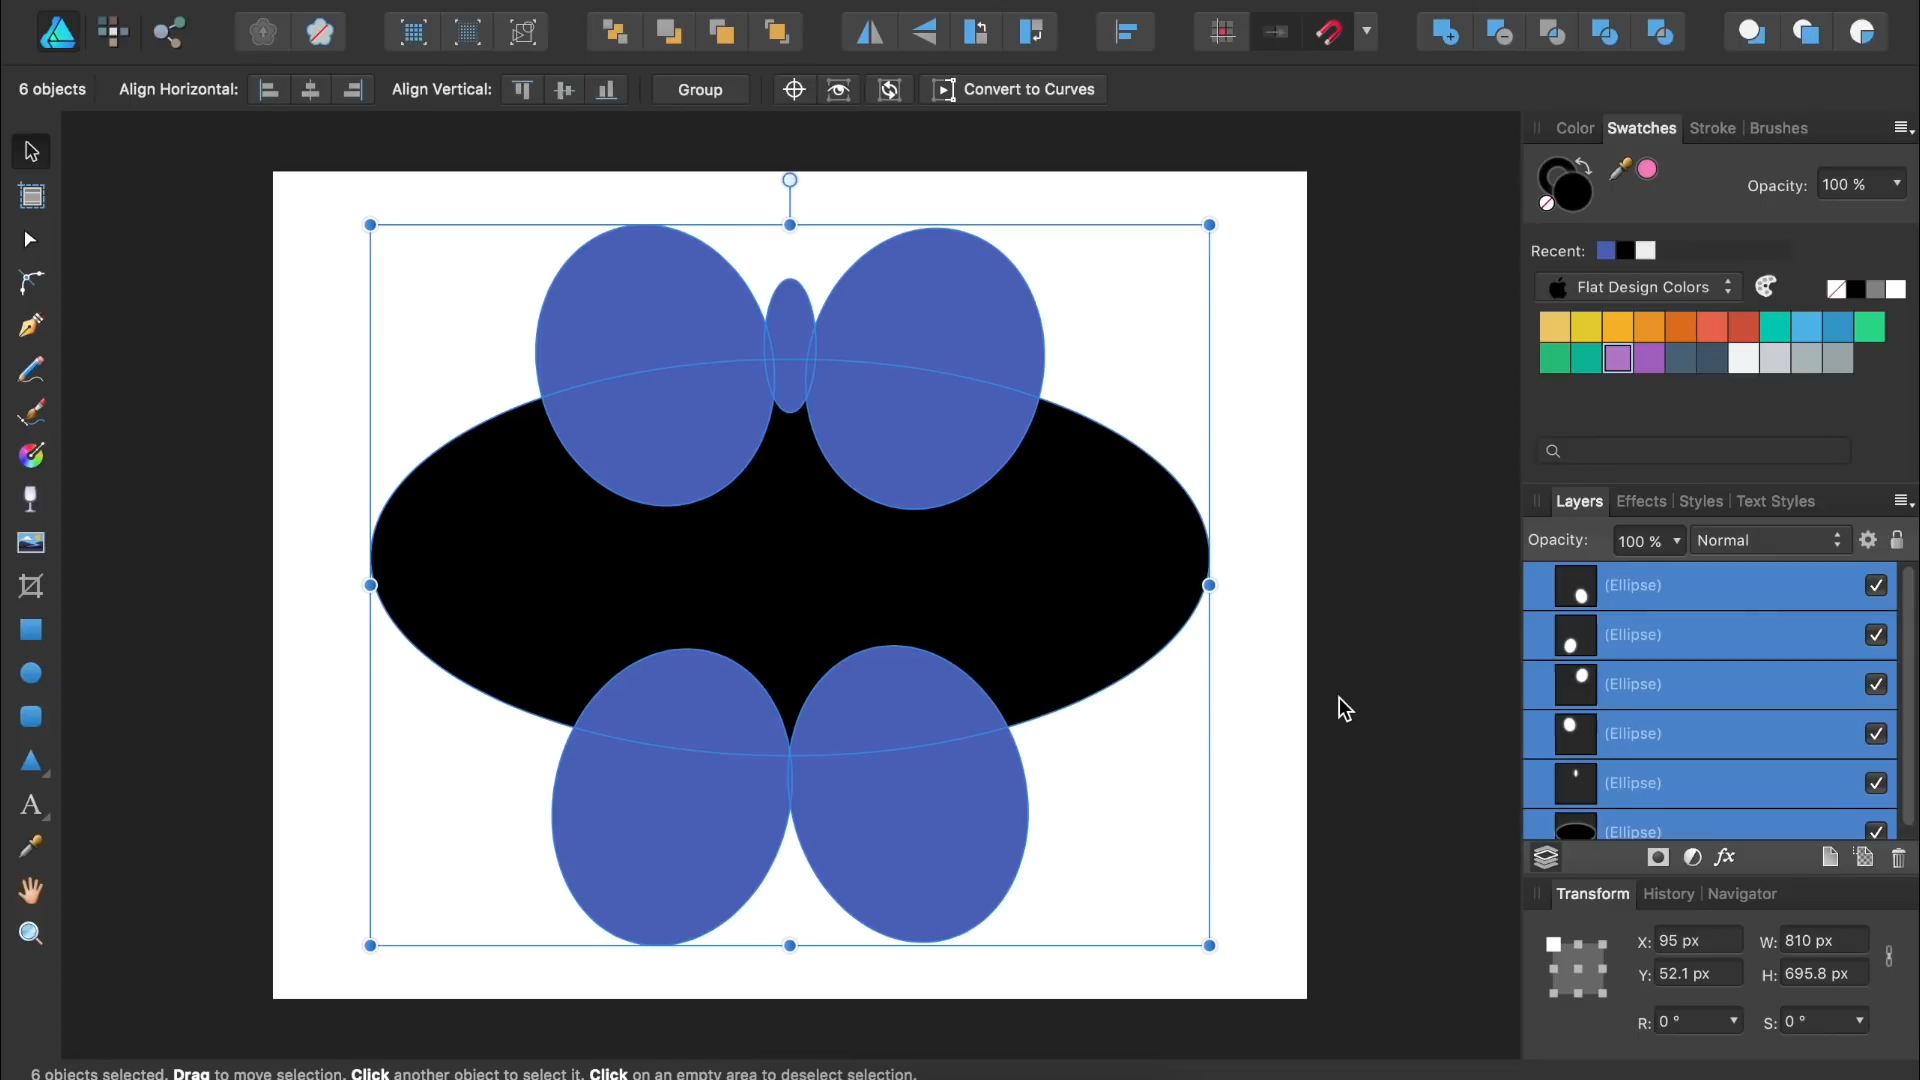 6 objects Align Horizontal: Align Vertical: Group Convert to Curves
Color Swatches Stroke Brushes
Opacity: 100 %
Recent:
Flat Design Colors
Layers Effects Styles Text Styles
Opacity: 100 % Normal
(Ellipse)
(Ellipse)
(Ellipse)
(Ellipse)
(Ellipse)
(Ellipse)
fx
Transform History Navigator
X: 95 px W: 810 px
Y: 52.1 px H: 695.8 px
R: 0 ° S: 0 °
6 objects selected. Drag to move selection. Click another object to select it. Click on an empty area to deselect selection.